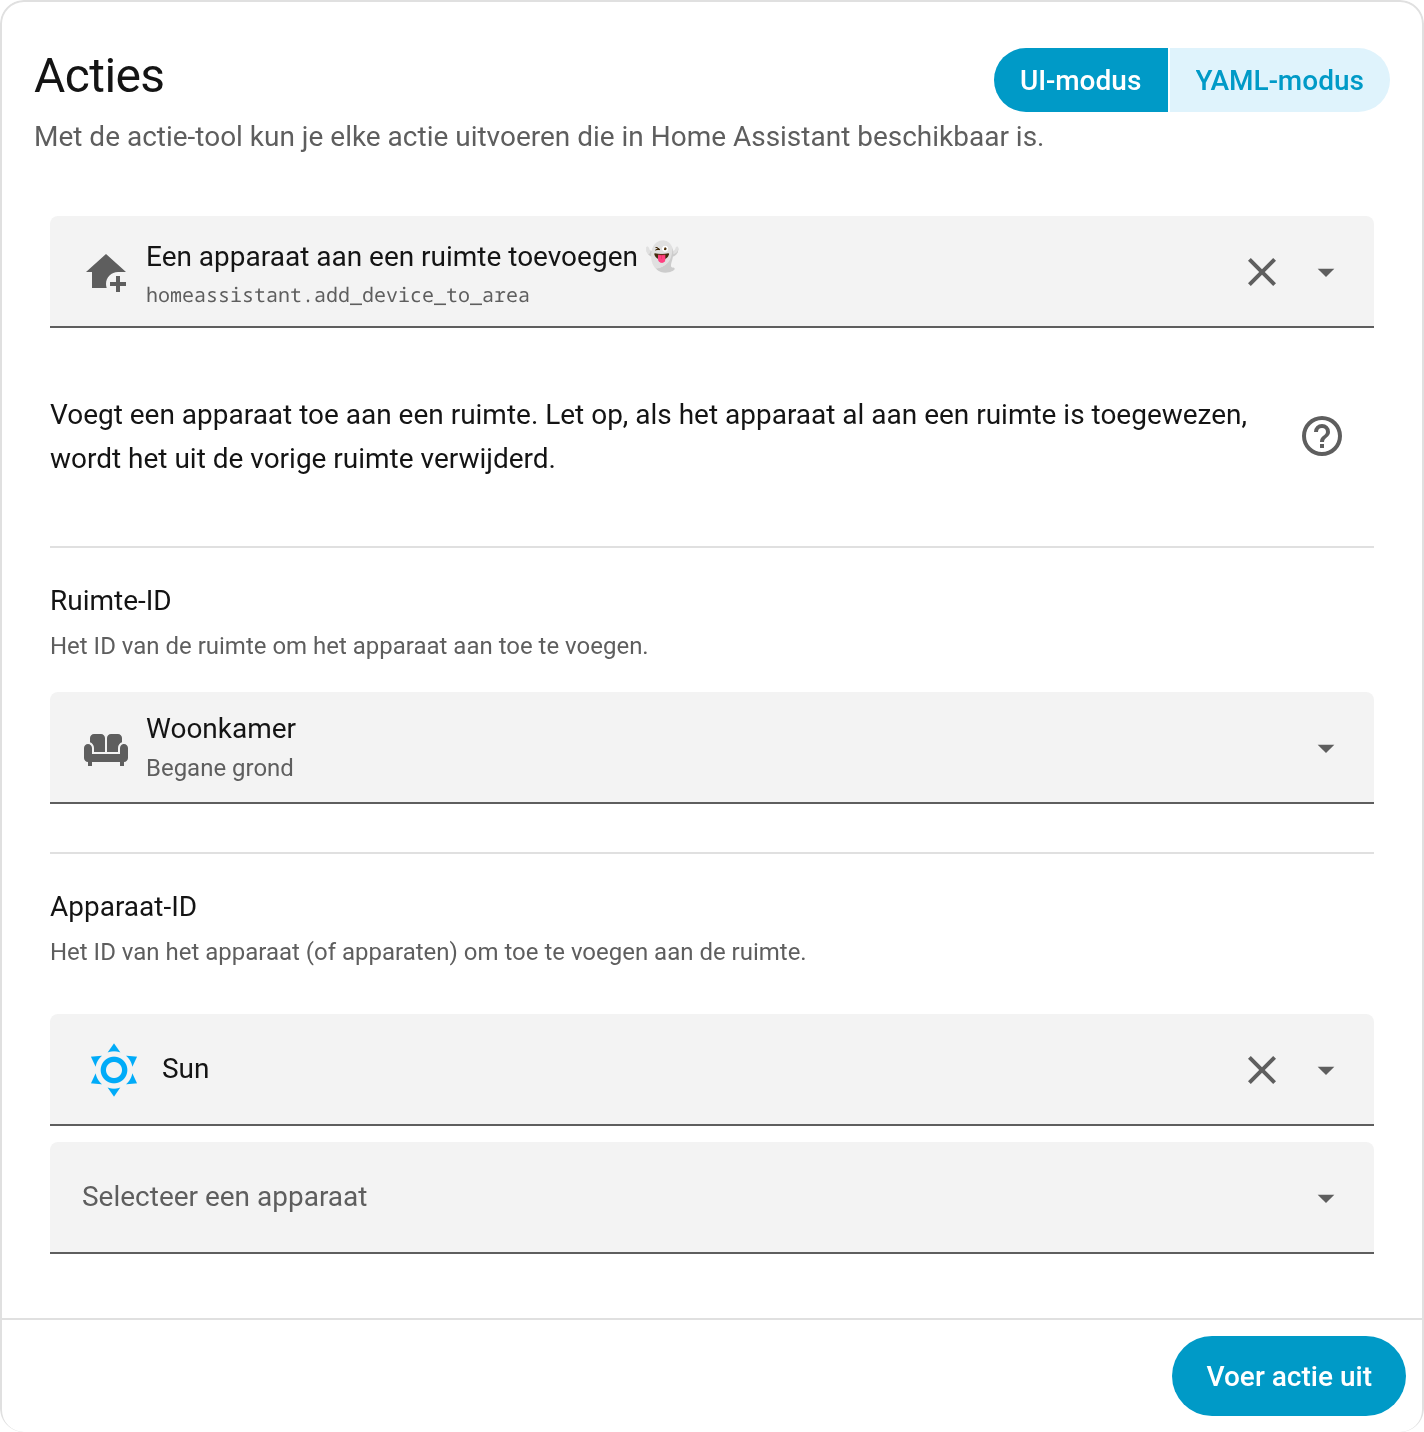 Acties
UI-modus
YAML-modus
Met de actie-tool kun je elke actie uitvoeren die in Home Assistant beschikbaar is.
Een apparaat aan een ruimte toevoegen 👻
homeassistant.add_device_to_area
Voegt een apparaat toe aan een ruimte. Let op, als het apparaat al aan een ruimte is toegewezen,
wordt het uit de vorige ruimte verwijderd.
Ruimte-ID
Het ID van de ruimte om het apparaat aan toe te voegen.
Woonkamer
Begane grond
Apparaat-ID
Het ID van het apparaat (of apparaten) om toe te voegen aan de ruimte.
Sun
Selecteer een apparaat
Voer actie uit